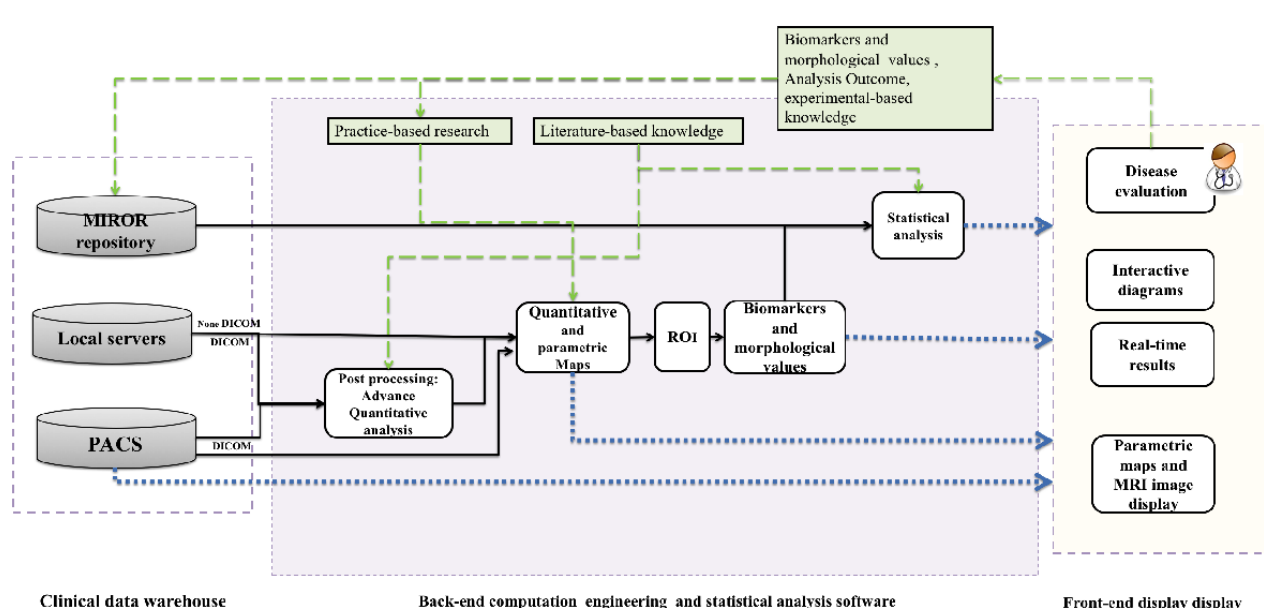 Biomarkers and
morphological values ,
Analysis Outcome,
experimental-based
knowledge
Practice-based research
Literature-based knowledge
MIROR
repository
Statistical
analysis
Disease
evaluation
Interactive
diagrams
Local servers
None DICOM
DICOM
Quantitative
and
parametric
Maps
ROI
Biomarkers
and
morphological
values
Real-time
results
Post processing:
Advance
Quantitative
analysis
PACS
DICOM
Parametric
maps and
MRI image
display
Clinical data warehouse
Back-end computation engineering and statistical analysis software
Front-end display display